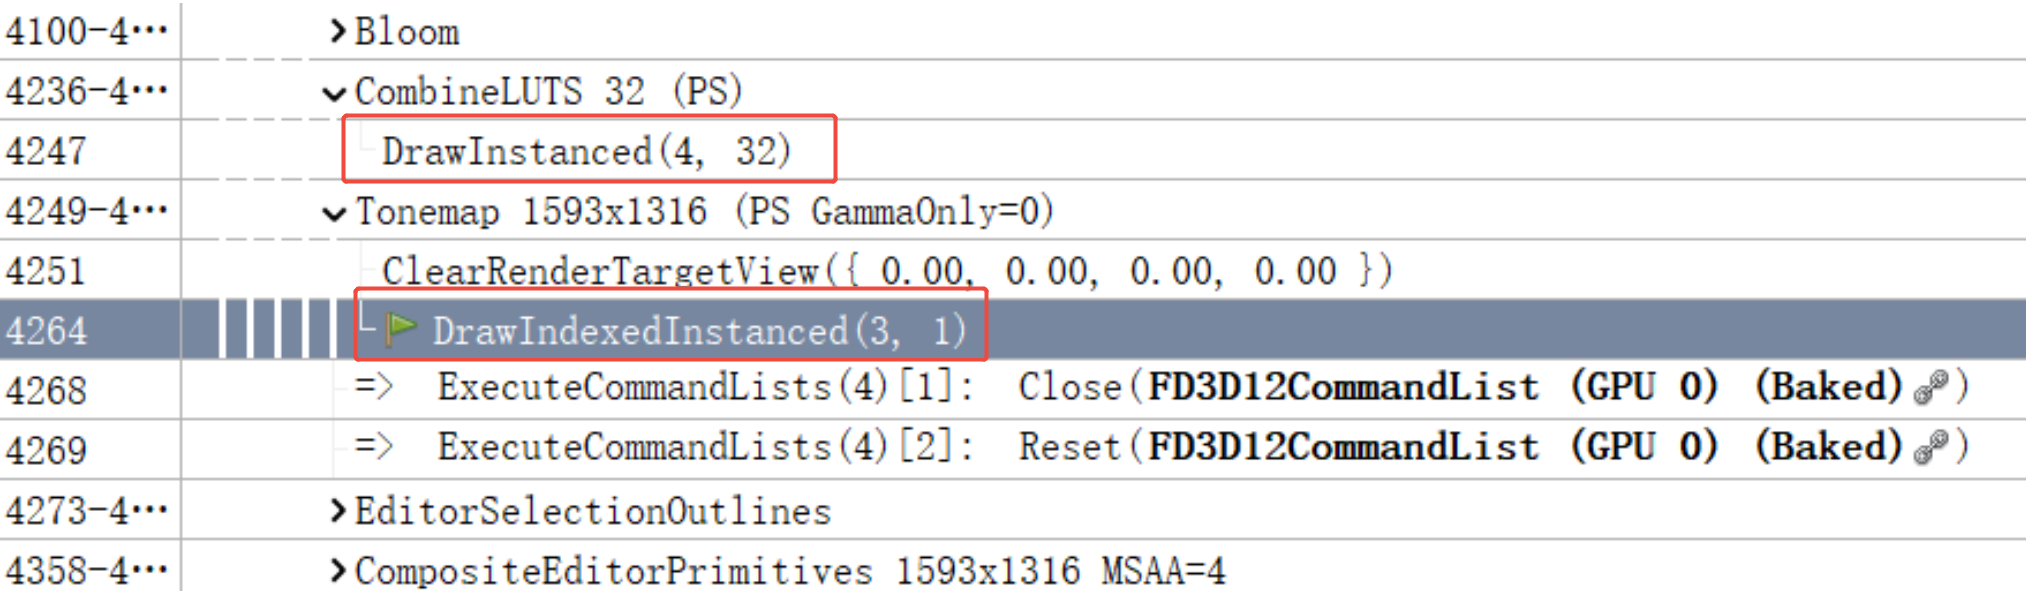 4100-4··· Bloom
4236-4··· CombineLUTS 32 (PS)
4247 DrawInstanced(4, 32)
4249-4··· Tonemap 1593x1316 (PS GammaOnly=0)
4251 ClearRenderTargetView({ 0.00, 0.00, 0.00, 0.00 })
4264 DrawIndexedInstanced(3, 1)
4268 => ExecuteCommandLists(4)[1]: Close(FD3D12CommandList (GPU 0) (Baked))
4269 => ExecuteCommandLists(4)[2]: Reset(FD3D12CommandList (GPU 0) (Baked))
4273-4··· EditorSelectionOutlines
4358-4··· CompositeEditorPrimitives 1593x1316 MSAA=4